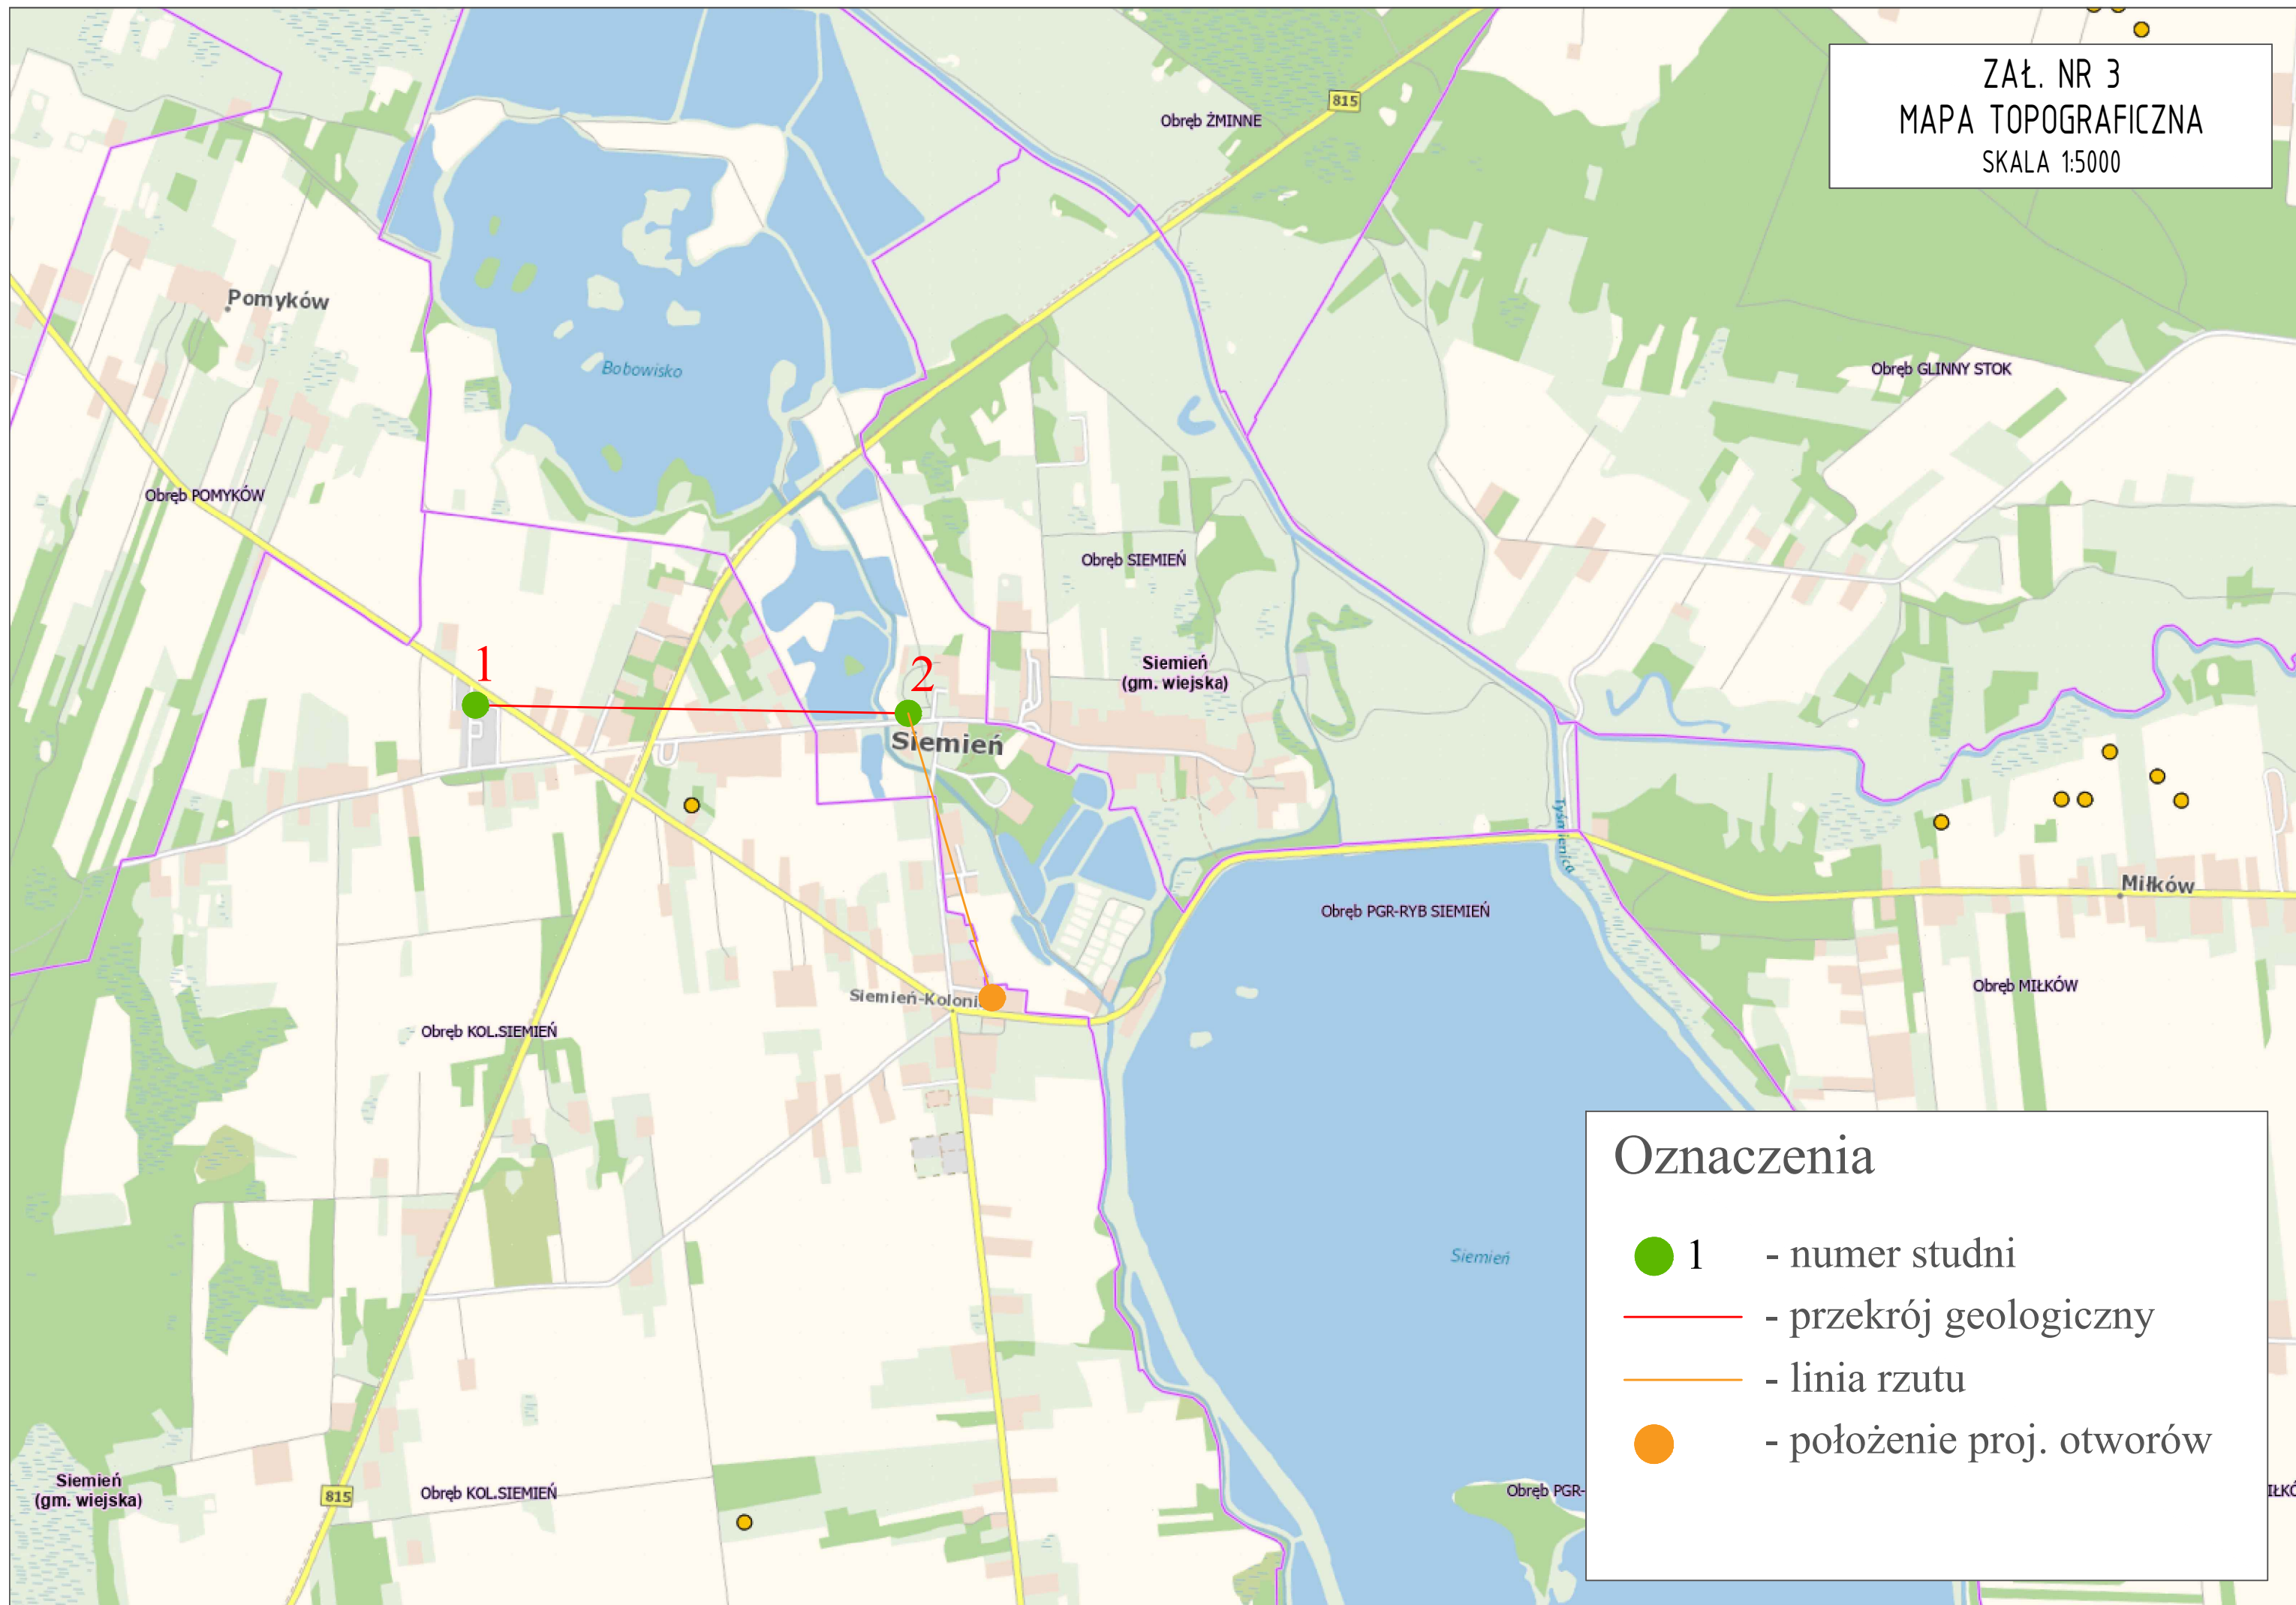 ZAŁ. NR 3
MAPA TOPOGRAFICZNA
SKALA 1:5000
815
Obręb ŻMINNE
Pomyków
Bobowisko
Obręb GLINNY STOK
Obręb POMYKÓW
Obręb SIEMIEŃ
Siemień
(gm. wiejska)
1
2
Siemień
Tyśmienica
Miłków
Obręb PGR-RYB SIEMIEŃ
Obręb MIŁKÓW
Siemień-Koloni
Obręb KOL.SIEMIEŃ
Siemień
Oznaczenia
1 - numer studni
- przekrój geologiczny
- linia rzutu
- położenie proj. otworów
Siemień
(gm. wiejska)
815
Obręb KOL.SIEMIEŃ
Obręb PGR-